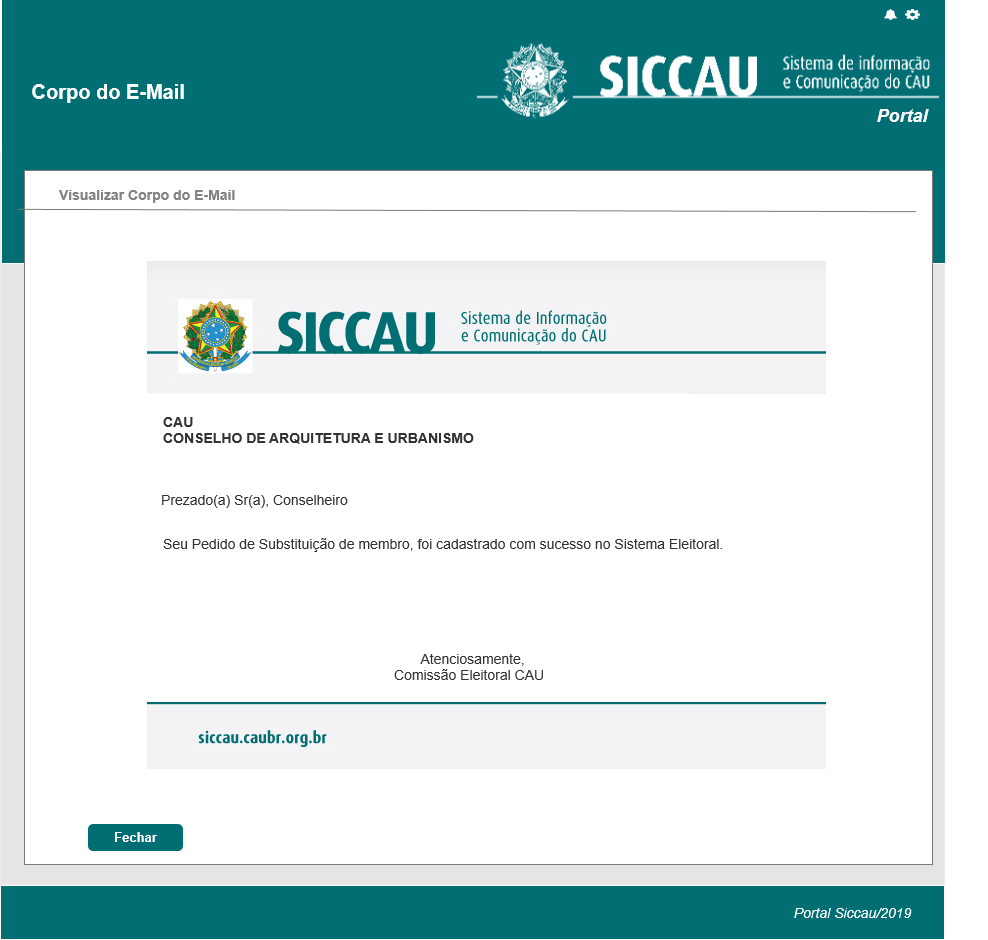 Corpo do E-Mail
SICCAU
Sistema de informação
e Comunicação do CAU
Portal
Visualizar Corpo do E-Mail
SICCAU
Sistema de Informação
e Comunicação do CAU
CAU
CONSELHO DE ARQUITETURA E URBANISMO
Prezado(a) Sr(a), Conselheiro
Seu Pedido de Substituição de membro, foi cadastrado com sucesso no Sistema Eleitoral.
Atenciosamente,
Comissão Eleitoral CAU
siccau.caubr.org.br
Fechar
Portal Siccau/2019